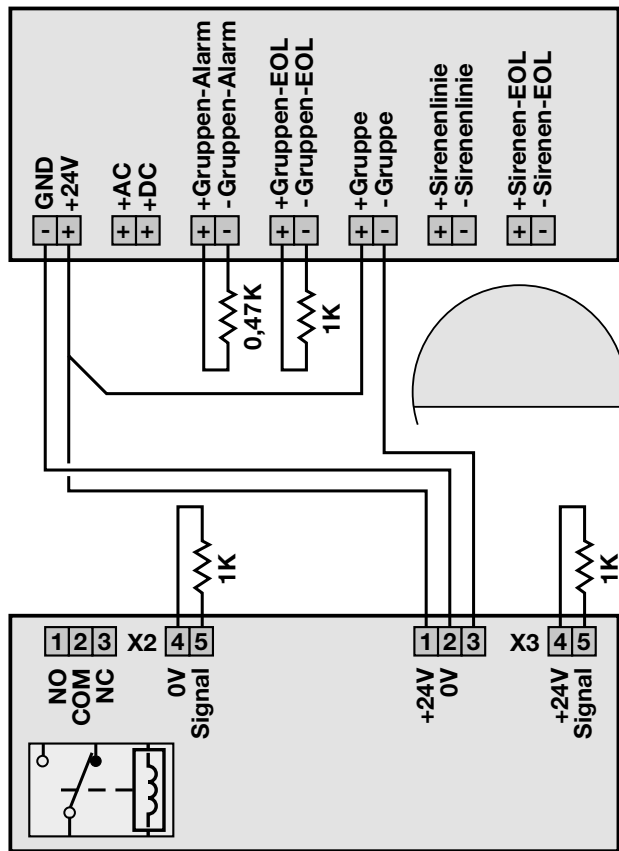 GND
+24V
+AC
+DC
+Gruppen-Alarm
-Gruppen-Alarm
+Gruppen-EOL
-Gruppen-EOL
+Gruppe
-Gruppe
+Sirenenlinie
-Sirenenlinie
+Sirenen-EOL
-Sirenen-EOL
- + + + + - + - + - + - + -
0,47K
1K
1K
1K
1 2 3 X2 4 5
1 2 3 X3 4 5
NO
COM
NC
0V
Signal
+24V
0V
+24V
Signal